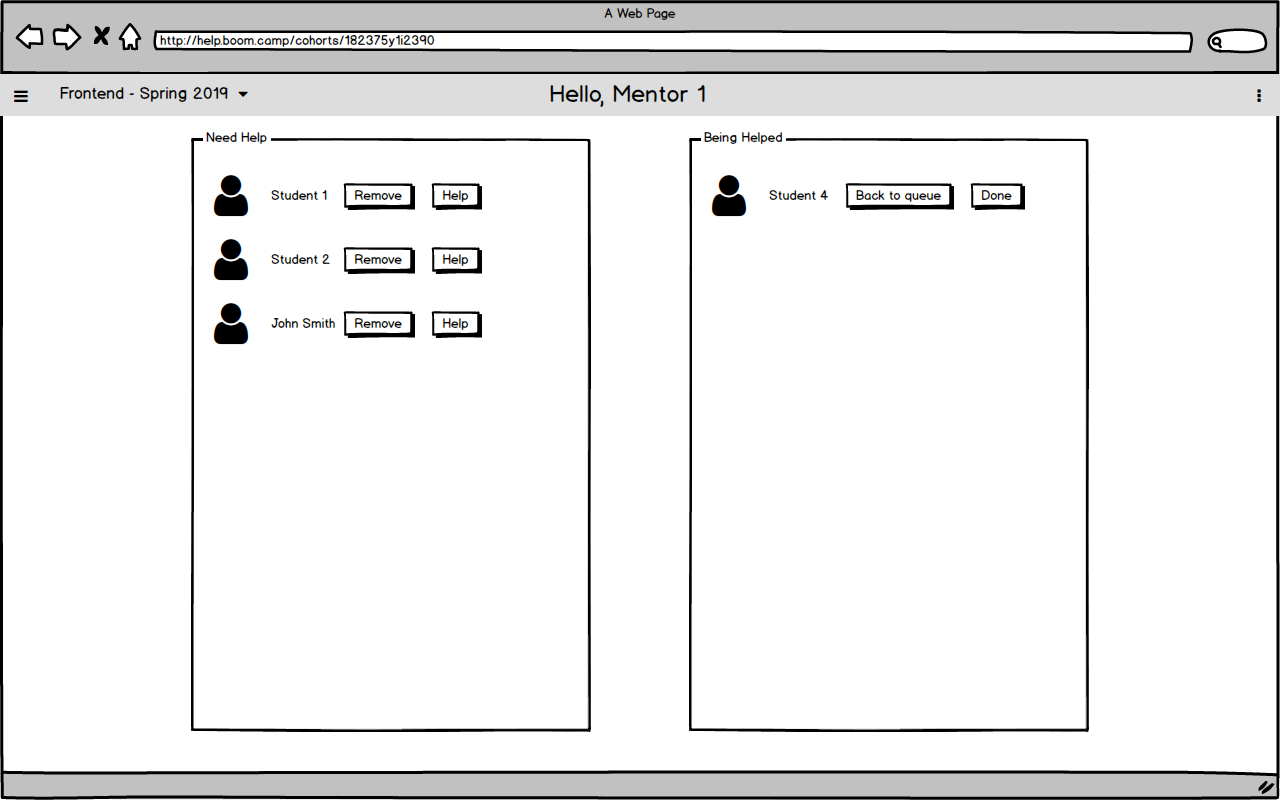 A Web Page
http://help.boom.camp/cohorts/182375y1i2390
Frontend - Spring 2019
Hello, Mentor 1
Need Help
Student 1 Remove Help
Student 2 Remove Help
John Smith Remove Help
Being Helped
Student 4 Back to queue Done